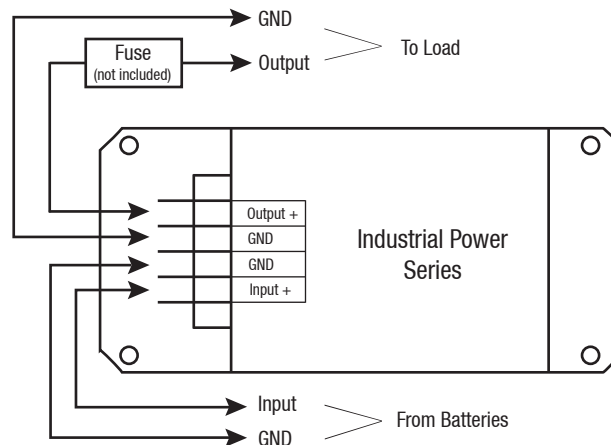 GND
Fuse
(not included)
Output
To Load
Output +
GND
GND
Input +
Industrial Power
Series
Input
GND
From Batteries